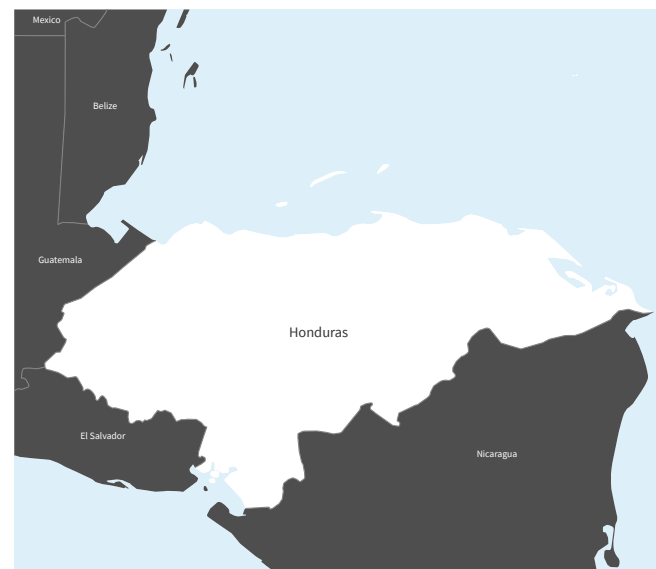 Mexico
Belize
Guatemala
Honduras
El Salvador
Nicaragua